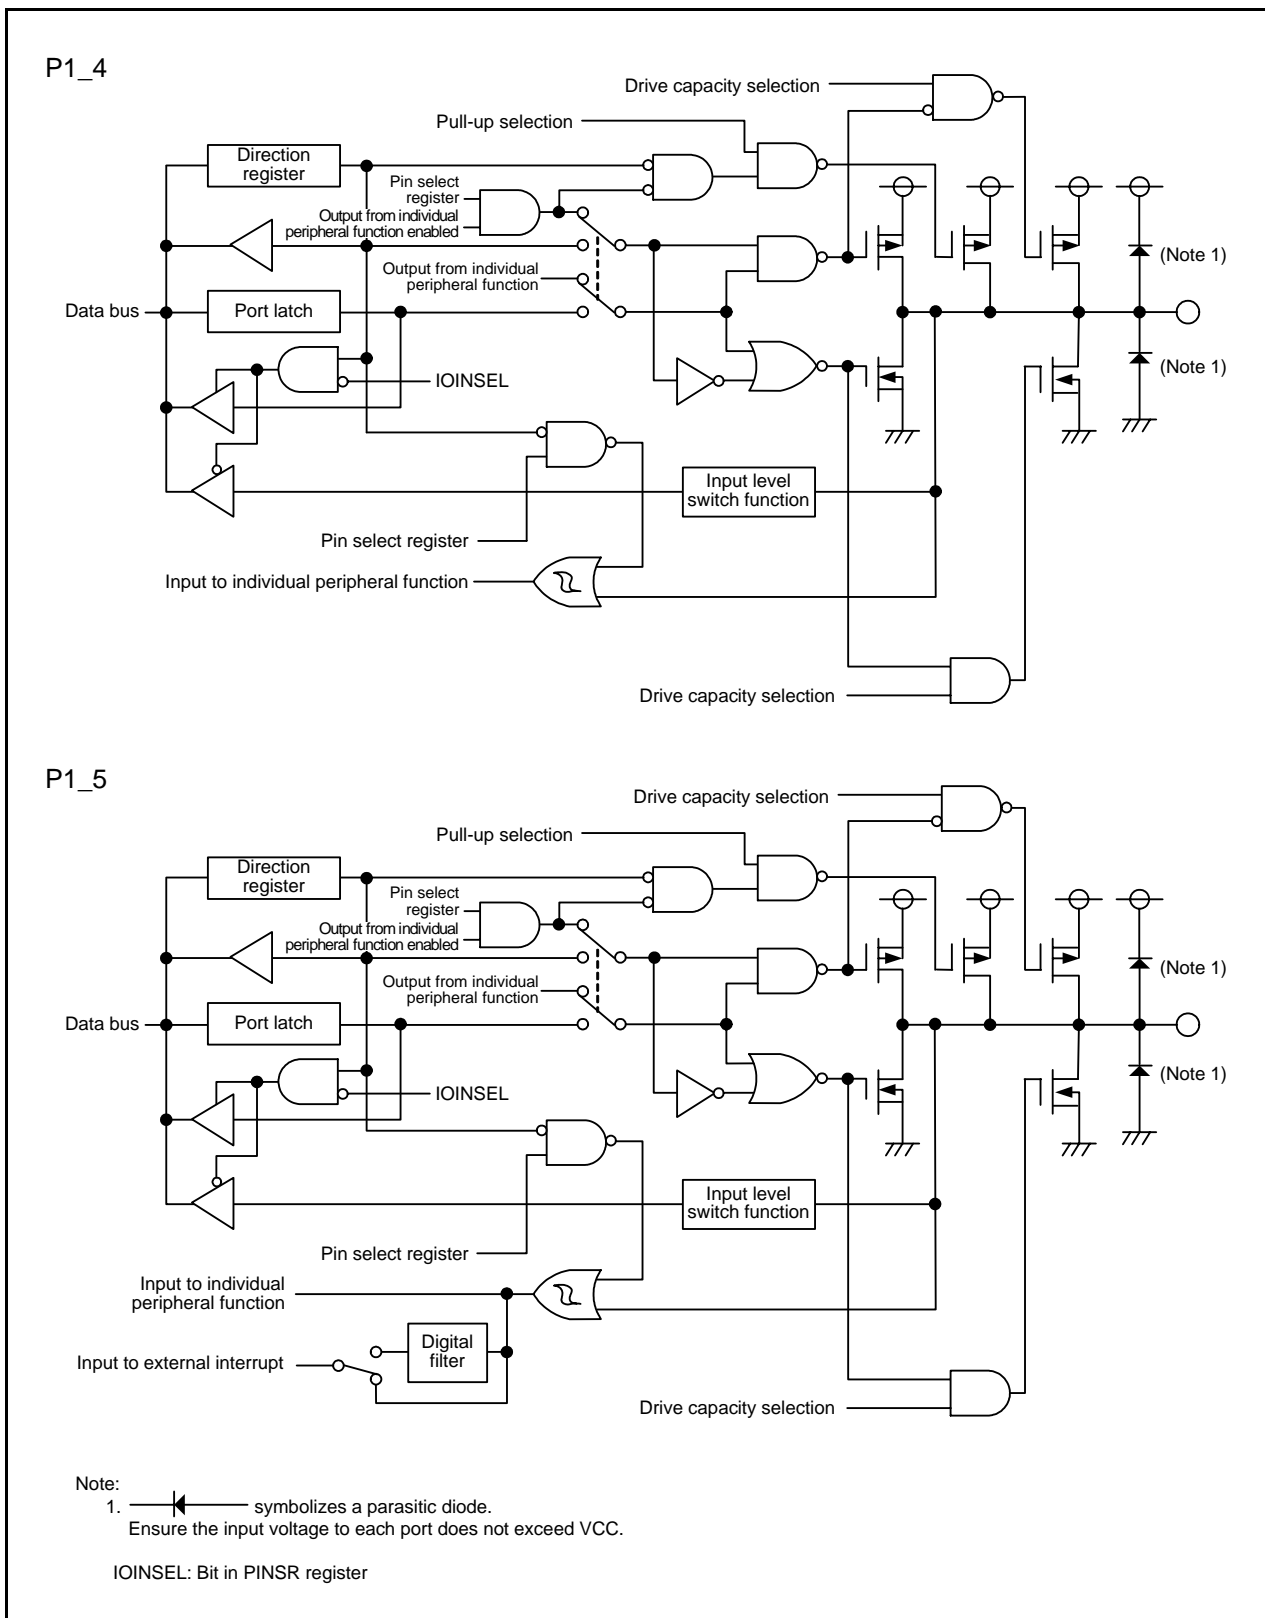 P1_4
Drive capacity selection
Pull-up selection
Direction
register
Pin select
register
Output from individual
peripheral function enabled
Output from individual
peripheral function
(Note 1)
Data bus
Port latch
(Note 1)
IOINSEL
Input level
switch function
Pin select register
Input to individual peripheral function
Drive capacity selection
P1_5
Drive capacity selection
Pull-up selection
Direction
register
Pin select
register
Output from individual
peripheral function enabled
Output from individual
peripheral function
(Note 1)
Data bus
Port latch
(Note 1)
IOINSEL
Input level
switch function
Pin select register
Input to individual
peripheral function
Digital
filter
Input to external interrupt
Drive capacity selection
Note:
1. symbolizes a parasitic diode.
Ensure the input voltage to each port does not exceed VCC.
IOINSEL: Bit in PINSR register